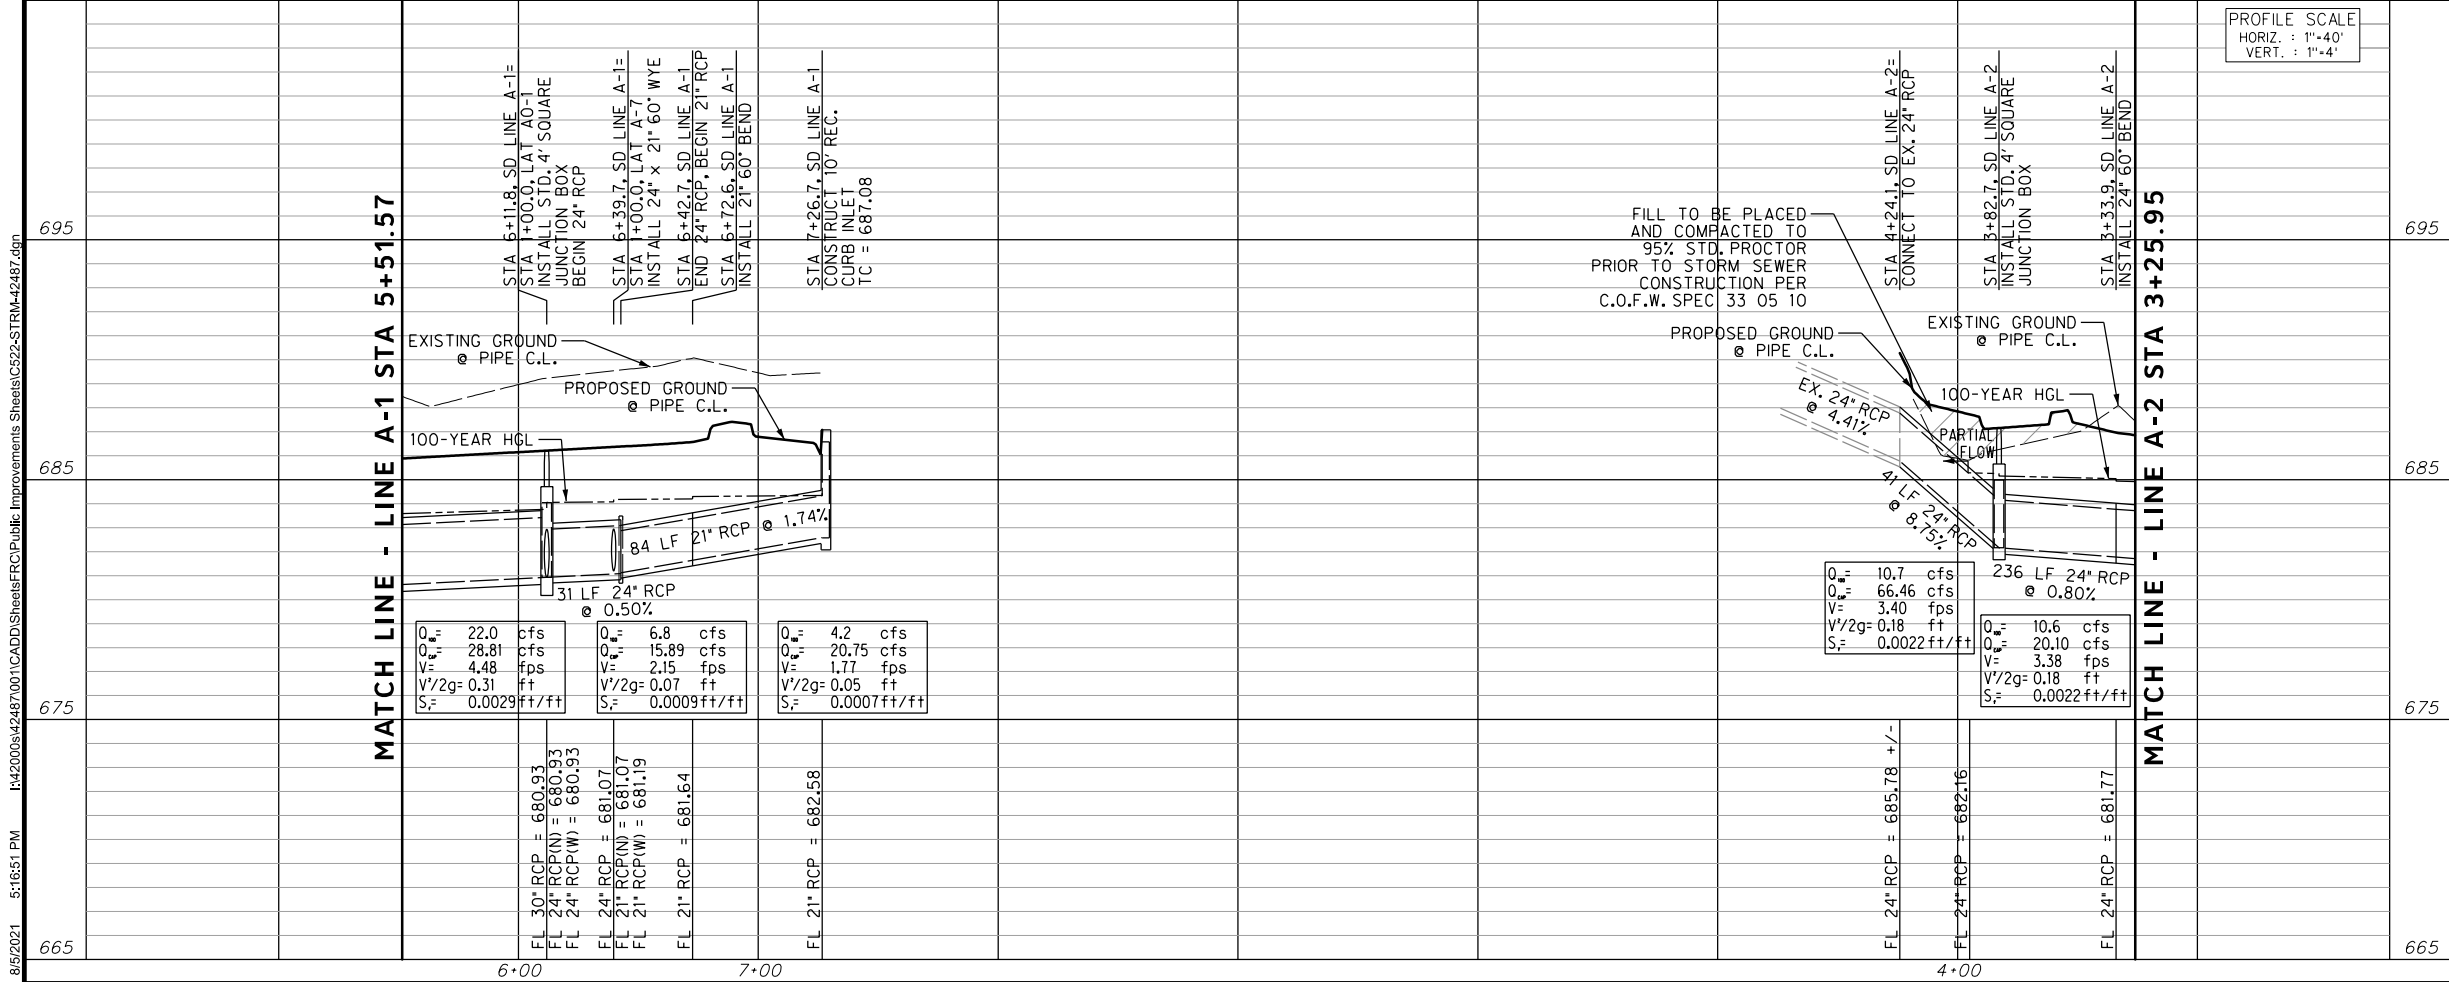 PROFILE SCALE
HORIZ. : 1"=40'
VERT. : 1"=4'
8/5/2021 5:16:51 PM I:\42000s\42487\001\CADD\Sheets\FRC\Public Improvements Sheets\C522-STRM-42487.dgn
695
685
675
665
MATCH LINE - LINE A-1 STA 5+51.57
STA 6+11.8, SD LINE A-1=
STA 1+00.0, LAT A0-1
INSTALL STD. 4' SQUARE
JUNCTION BOX
BEGIN 24" RCP
STA 6+39.7, SD LINE A-1=
STA 1+00.0, LAT A-7
INSTALL 24" x 21" 60° WYE
STA 6+42.7, SD LINE A-1
END 24" RCP, BEGIN 21" RCP
STA 6+72.6, SD LINE A-1
INSTALL 21" 60° BEND
STA 7+26.7, SD LINE A-1
CONSTRUCT 10' REC.
CURB INLET
TC = 687.08
EXISTING GROUND
@ PIPE C.L.
PROPOSED GROUND
@ PIPE C.L.
100-YEAR HGL
84 LF 21" RCP @ 1.74%
31 LF 24" RCP
@ 0.50%
Q100= 22.0 cfs
Qcap= 28.81 cfs
V= 4.48 fps
V²/2g= 0.31 ft
Sf= 0.0029 ft/ft
Q100= 6.8 cfs
Qcap= 15.89 cfs
V= 2.15 fps
V²/2g= 0.07 ft
Sf= 0.0009 ft/ft
Q100= 4.2 cfs
Qcap= 20.75 cfs
V= 1.77 fps
V²/2g= 0.05 ft
Sf= 0.0007 ft/ft
FL 30" RCP = 680.93
FL 24" RCP(N) = 680.93
FL 24" RCP(W) = 680.93
FL 24" RCP = 681.07
FL 21" RCP(N) = 681.07
FL 21" RCP(W) = 681.19
FL 21" RCP = 681.64
FL 21" RCP = 682.58
6+00
7+00
FILL TO BE PLACED
AND COMPACTED TO
95% STD. PROCTOR
PRIOR TO STORM SEWER
CONSTRUCTION PER
C.O.F.W. SPEC 33 05 10
PROPOSED GROUND
@ PIPE C.L.
STA 4+24.1, SD LINE A-2=
CONNECT TO EX. 24" RCP
STA 3+82.7, SD LINE A-2
INSTALL STD. 4' SQUARE
JUNCTION BOX
STA 3+33.9, SD LINE A-2
INSTALL 24" 60° BEND
EXISTING GROUND
@ PIPE C.L.
100-YEAR HGL
EX. 24" RCP
@ 4.41%
PARTIAL
FLOW
41 LF 24" RCP
@ 8.75%
236 LF 24" RCP
@ 0.80%
Q100= 10.7 cfs
Qcap= 66.46 cfs
V= 3.40 fps
V²/2g= 0.18 ft
Sf= 0.0022 ft/ft
Q100= 10.6 cfs
Qcap= 20.10 cfs
V= 3.38 fps
V²/2g= 0.18 ft
Sf= 0.0022 ft/ft
FL 24" RCP = 685.78 +/-
FL 24" RCP = 682.16
FL 24" RCP = 681.77
4+00
MATCH LINE - LINE A-2 STA 3+25.95
695
685
675
665